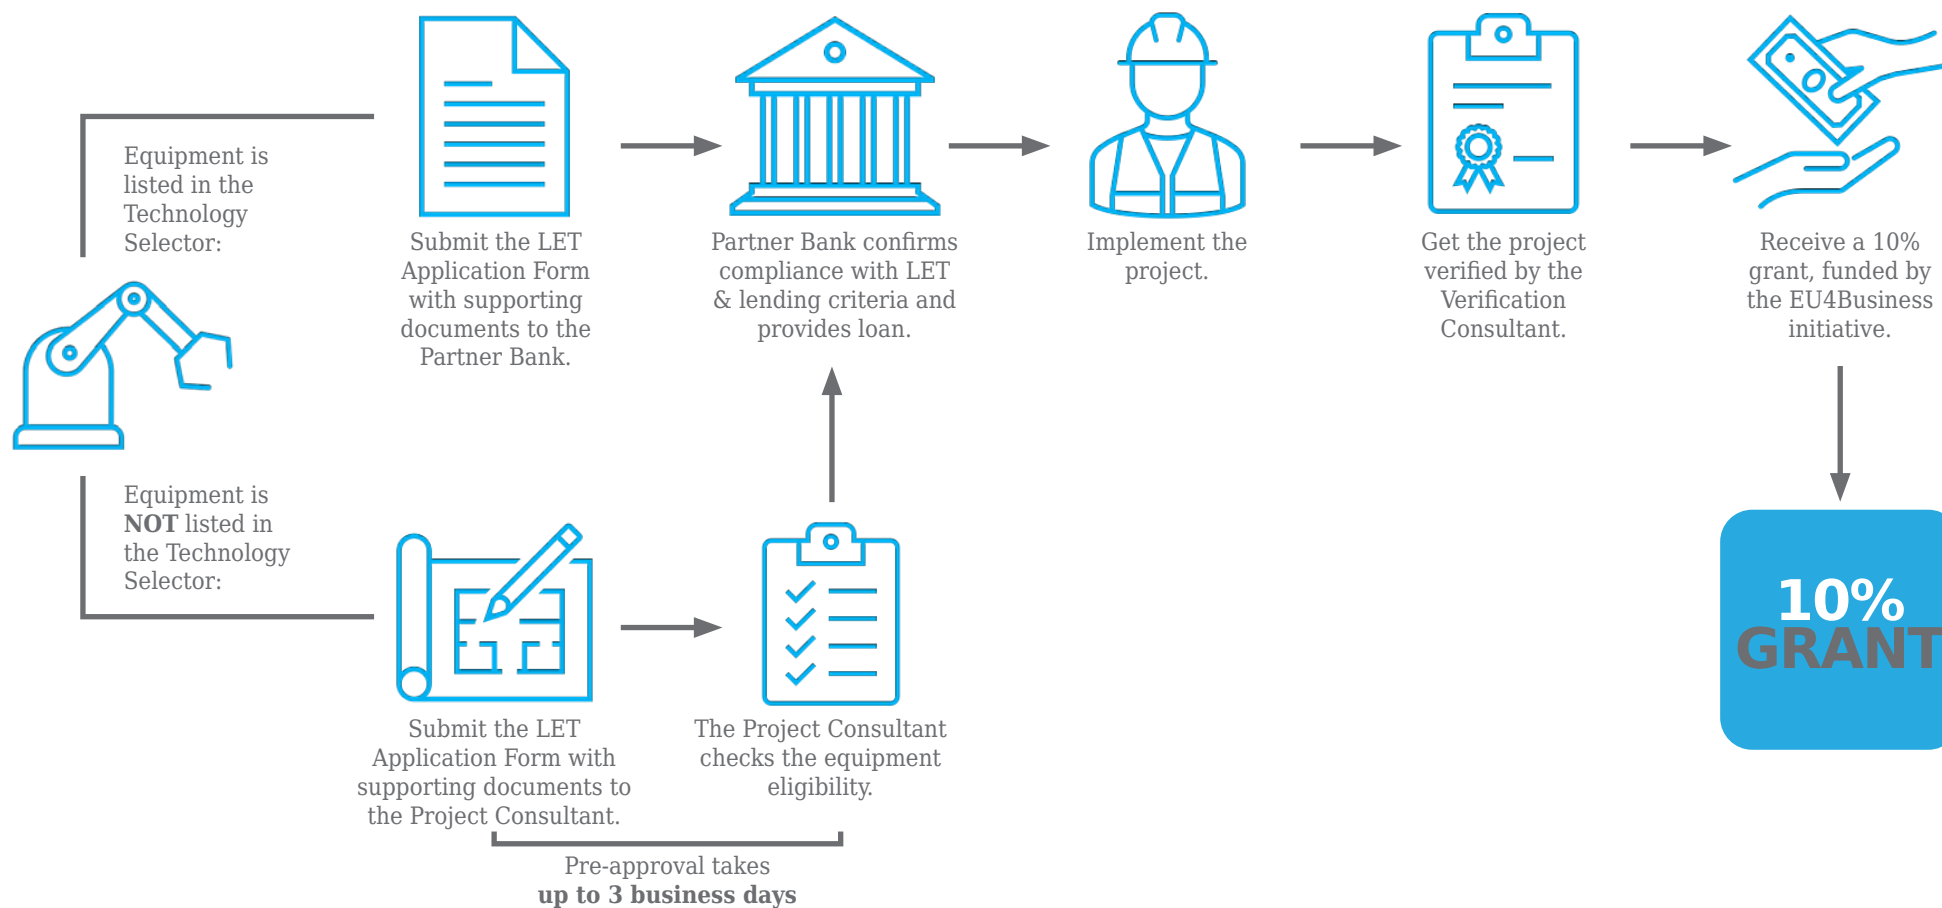 Equipment is
listed in the
Technology
Selector:
Submit the LET
Application Form
with supporting
documents to the
Partner Bank.
Partner Bank confirms
compliance with LET
& lending criteria and
provides loan.
Implement the
project.
Get the project
verified by the
Verification
Consultant.
Receive a 10%
grant, funded by
the EU4Business
initiative.
Equipment is
NOT listed in
the Technology
Selector:
Submit the LET
Application Form with
supporting documents to
the Project Consultant.
The Project Consultant
checks the equipment
eligibility.
Pre-approval takes
up to 3 business days
10%
GRANT